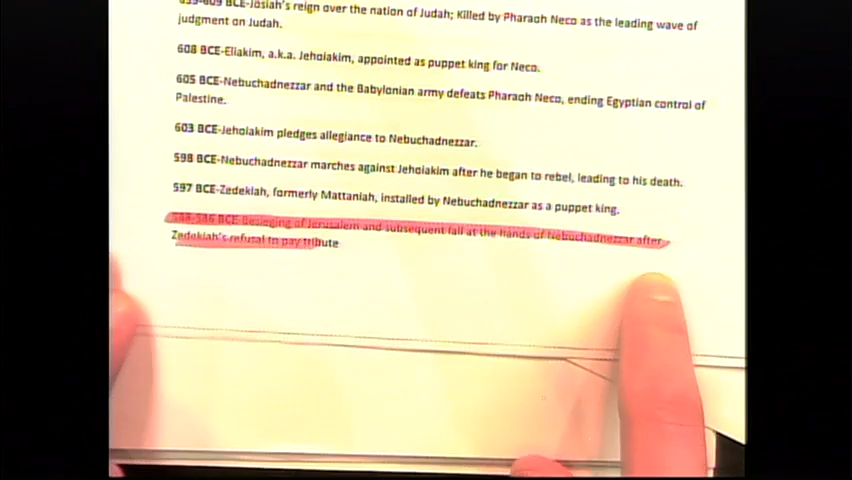 639-609 BCE-Josiah's reign over the nation of Judah; Killed by Pharaoh Neco as the leading wave of
judgment on Judah.
608 BCE-Eliakim, a.k.a. Jehoiakim, appointed as puppet king for Neco.
605 BCE-Nebuchadnezzar and the Babylonian army defeats Pharaoh Neco, ending Egyptian control of
Palestine.
603 BCE-Jehoiakim pledges allegiance to Nebuchadnezzar.
598 BCE-Nebuchadnezzar marches against Jehoiakim after he began to rebel, leading to his death.
597 BCE-Zedekiah, formerly Mattaniah, installed by Nebuchadnezzar as a puppet king.
588-586 BCE Besieging of Jerusalem and subsequent fall at the hands of Nebuchadnezzar after
Zedekiah's refusal to pay tribute